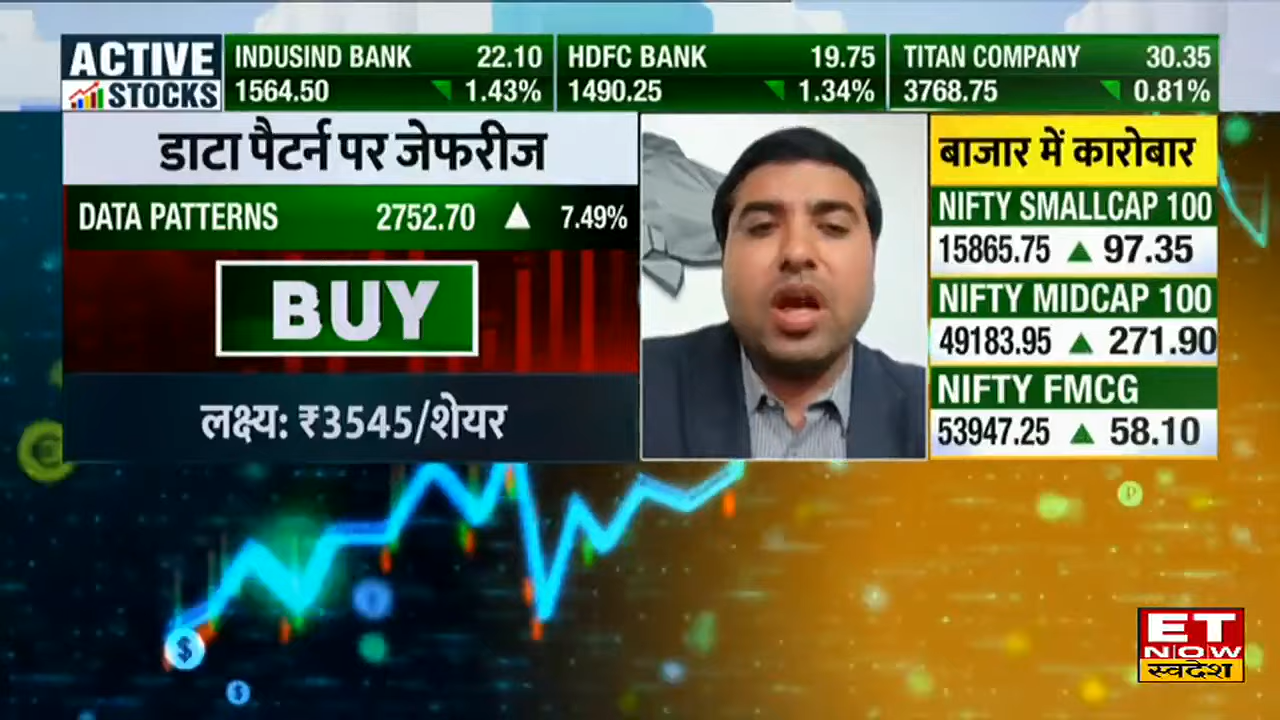 ACTIVE STOCKS
INDUSIND BANK 22.10
1564.50 ▼ 1.43%
HDFC BANK 19.75
1490.25 ▼ 1.34%
TITAN COMPANY 30.35
3768.75 ▼ 0.81%
डाटा पैटर्न पर जेफरीज
DATA PATTERNS 2752.70 ▲ 7.49%
BUY
लक्ष्य: ₹3545/शेयर
बाजार में कारोबार
NIFTY SMALLCAP 100
15865.75 ▲ 97.35
NIFTY MIDCAP 100
49183.95 ▲ 271.90
NIFTY FMCG
53947.25 ▲ 58.10
ET
NOW
स्वदेश